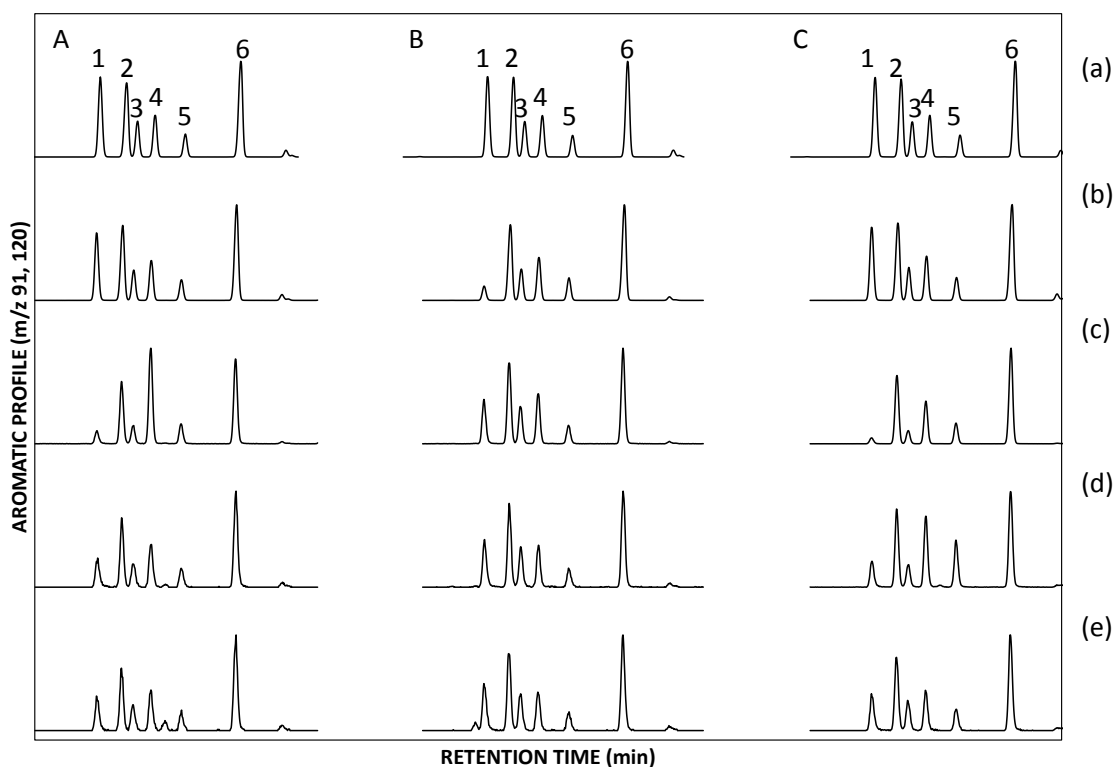 A
1
2
3
4
5
6
B
1
2
3
4
5
6
C
1
2
3
4
5
6
(a)
(b)
(c)
(d)
(e)
AROMATIC PROFILE (m/z 91, 120)
RETENTION TIME (min)